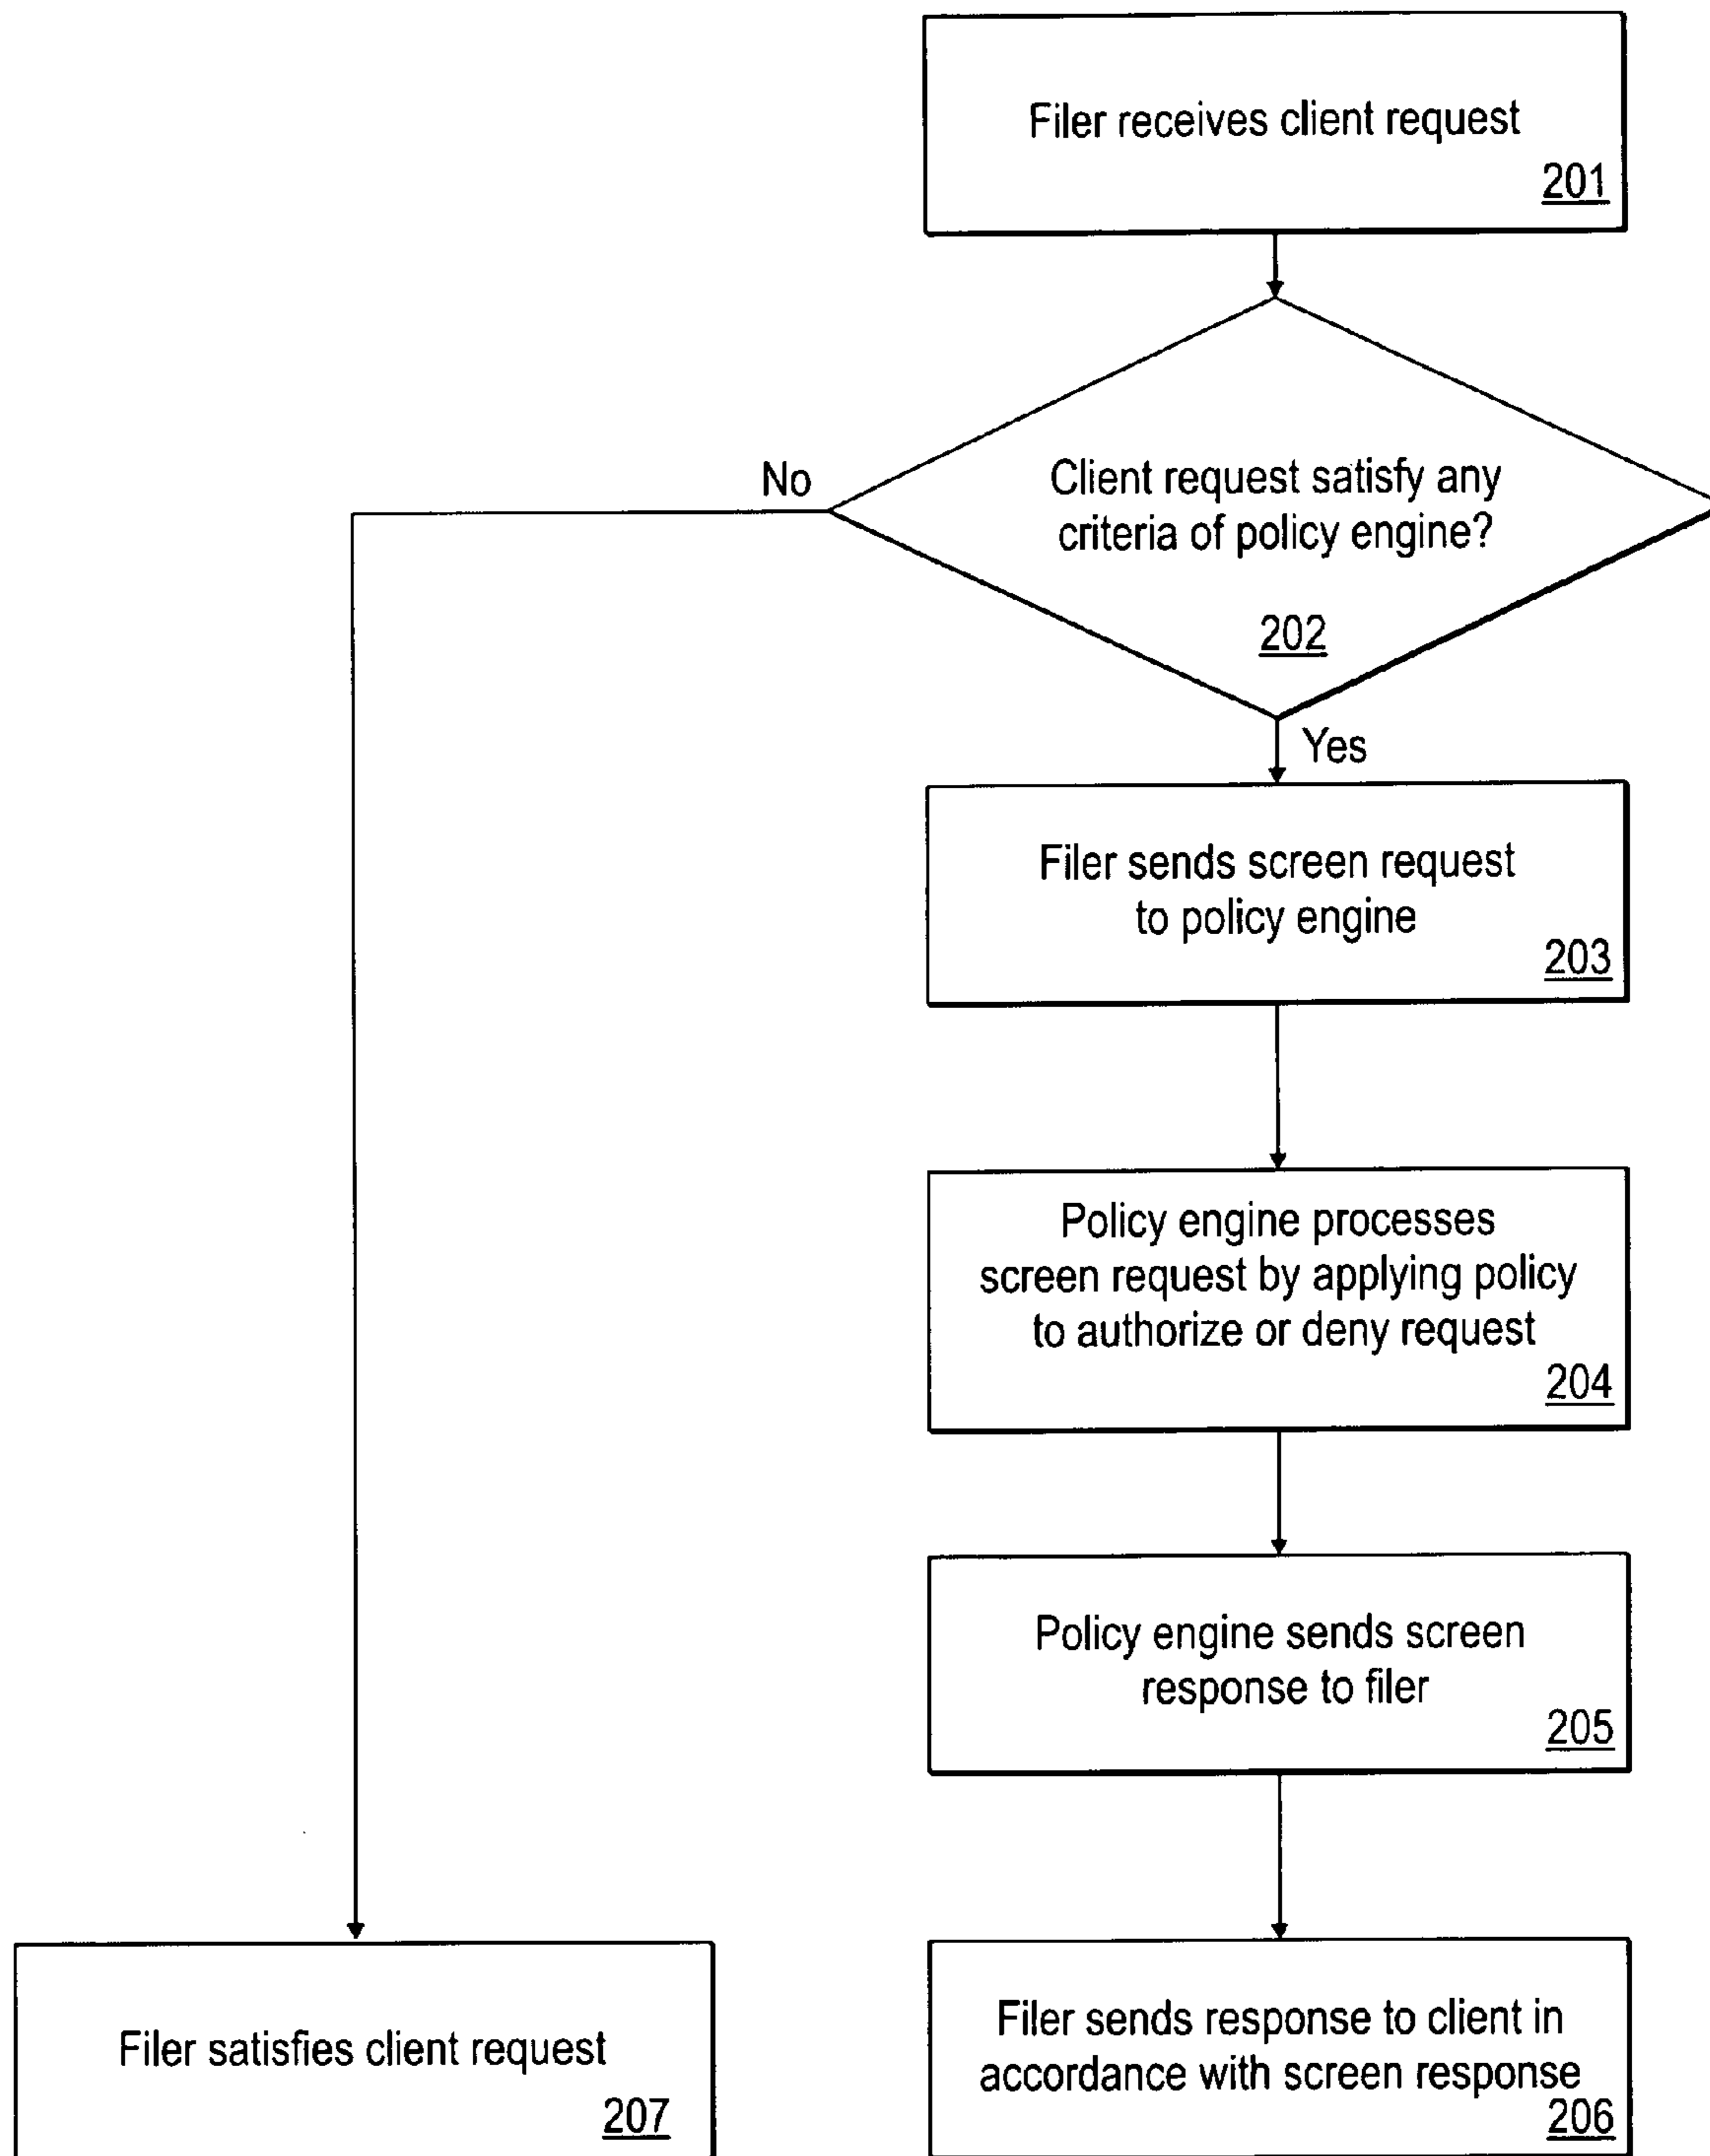 Filer receives client request
201
No
Client request satisfy any
criteria of policy engine?
202
Yes
Filer sends screen request
to policy engine
203
Policy engine processes
screen request by applying policy
to authorize or deny request
204
Policy engine sends screen
response to filer
205
Filer satisfies client request
207
Filer sends response to client in
accordance with screen response
206